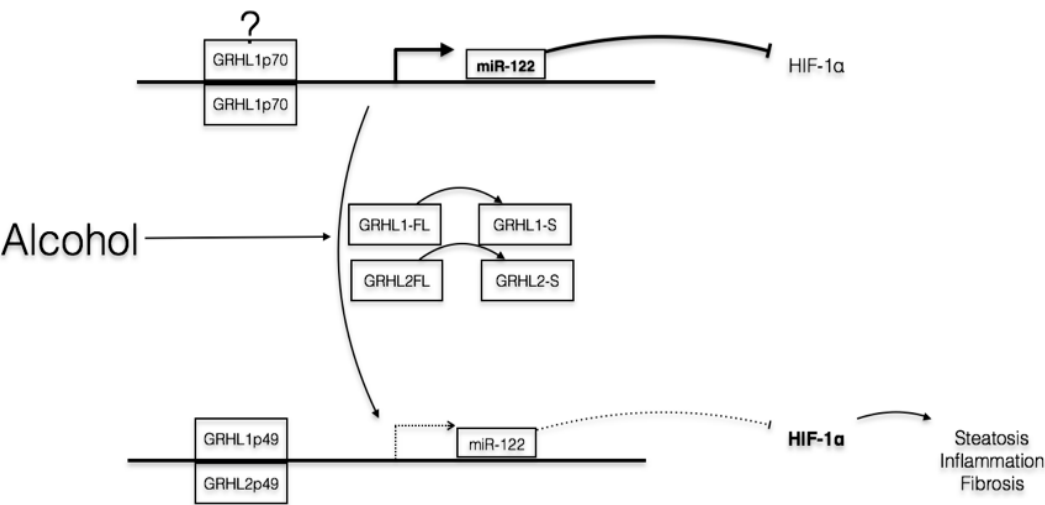 ?
GRHL1p70
GRHL1p70
miR-122
HIF-1α
Alcohol
GRHL1-FL
GRHL1-S
GRHL2FL
GRHL2-S
GRHL1p49
GRHL2p49
miR-122
HIF-1α
Steatosis
Inflammation
Fibrosis